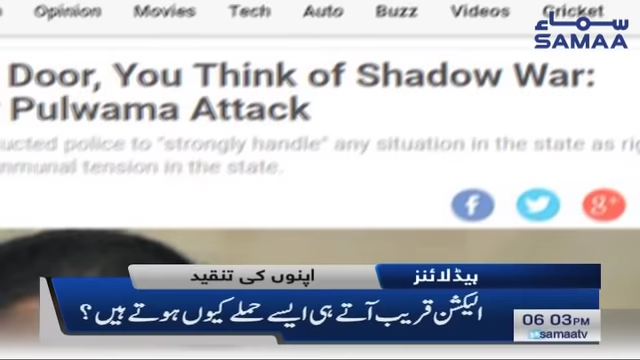 Opinion Movies Tech Auto Buzz Videos Cricket
سماء
SAMAA
Door, You Think of Shadow War:
Pulwama Attack
ucted police to "strongly handle" any situation in the state as rig
nmunal tension in the state.
f g+
ہیڈلائنز اپنوں کی تنقید
الیکشن قریب آتے ہی ایسے حملے کیوں ہوتے ہیں ؟
06 03PM
samaatv